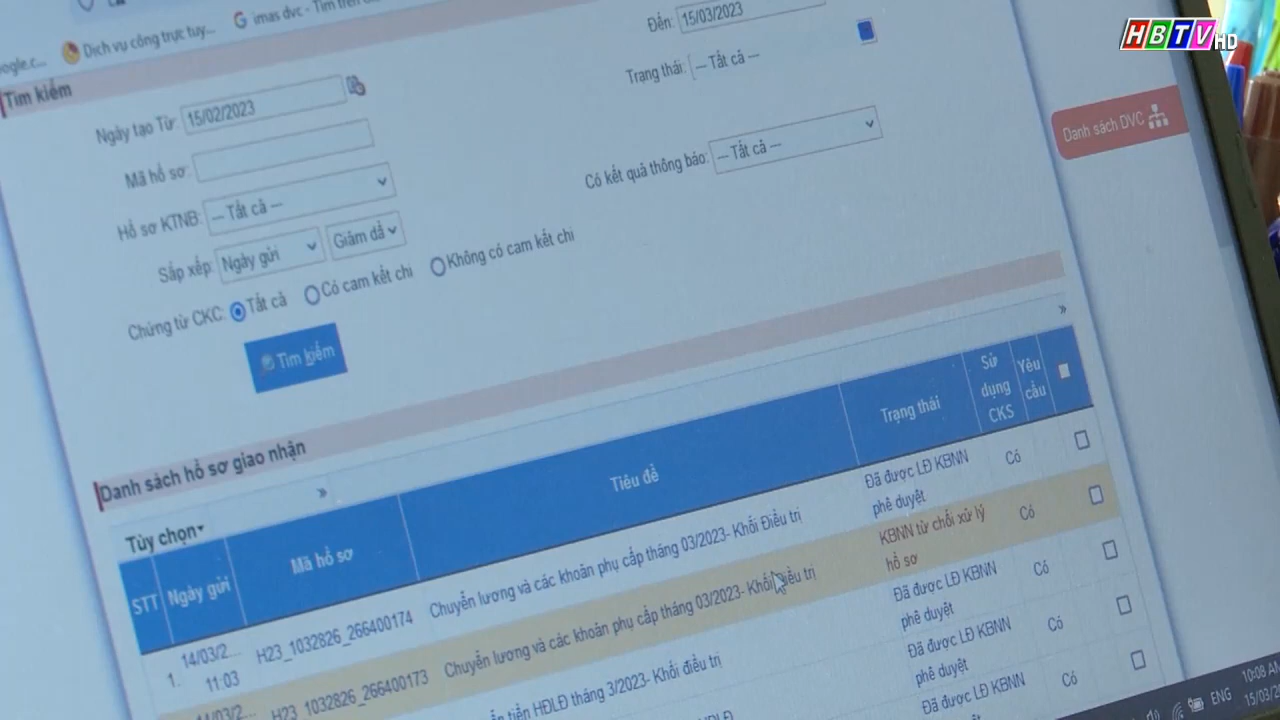 imas dvc - Tìm trên
Dịch vụ công trực tuy...
oogle.c...
HBTV HD
Tìm kiếm
Ngày tạo Từ: 15/02/2023
Đến: 15/03/2023
Mã hồ sơ:
Trạng thái: --- Tất cả ---
Danh sách DVC
Hồ sơ KTNB: --- Tất cả ---
Có kết quả thông báo: --- Tất cả ---
Sắp xếp: Ngày gửi Giảm dầ
Chứng từ CKC: Tất cả Có cam kết chi Không có cam kết chi
Tìm kiếm
Danh sách hồ sơ giao nhận
»
»
Tùy chọn
STT Ngày gửi Mã hồ sơ Tiêu đề Trạng thái Sử dụng CKS Yêu cầu
1. 14/03/2... 11:03 H23_1032826_266400174 Chuyển lương và các khoản phụ cấp tháng 03/2023- Khối Điều trị Đã được LĐ KBNN phê duyệt Có
14/03/2... H23_1032826_266400173 Chuyển lương và các khoản phụ cấp tháng 03/2023- Khối điều trị KBNN từ chối xử lý hồ sơ Có
tiền HĐLĐ tháng 3/2023- Khối điều trị Đã được LĐ KBNN phê duyệt Có
HĐLĐ Đã được LĐ KBNN phê duyệt Có
Đã được LĐ KBNN Có
ENG 10:08 AM
15/03/20